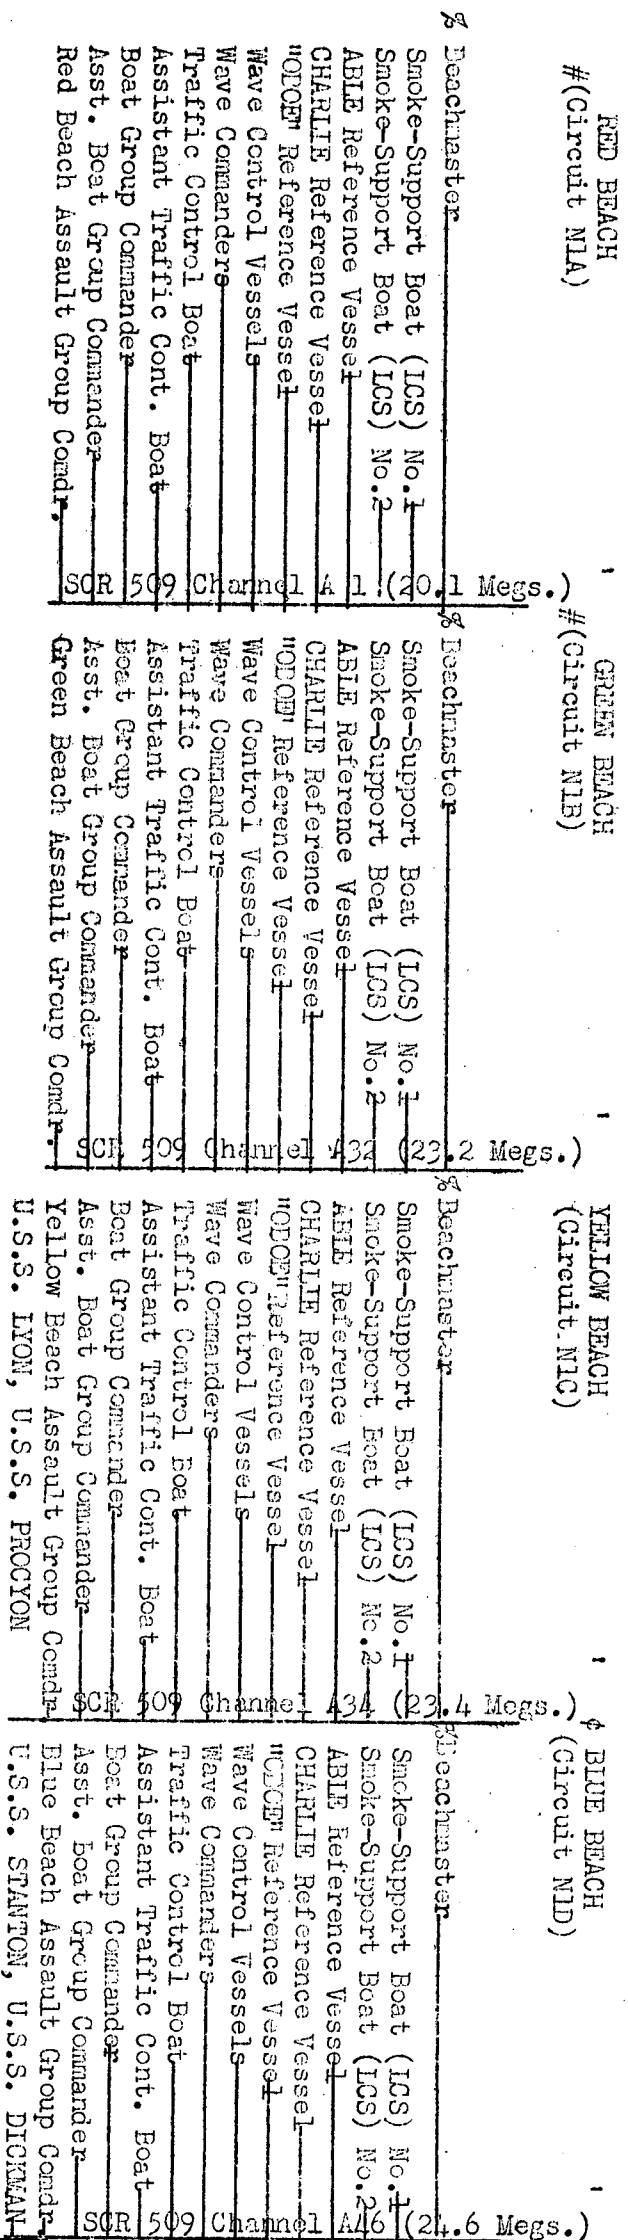 RED BEACH
#(Circuit N1A)
% Beachmaster
Smoke-Support Boat (LCS) No.1
Smoke-Support Boat (LCS) No.2
ABLE Reference Vessel
CHARLIE Reference Vessel
"ODOE" Reference Vessel
Wave Control Vessels
Wave Commanders
Traffic Control Boat
Assistant Traffic Cont. Boat
Boat Group Commander
Asst. Boat Group Commander
Red Beach Assault Group Comdr.
SCR 509 Channel A 1 (20.1 Megs.)
GREEN BEACH
#(Circuit N1B)
% Beachmaster
Smoke-Support Boat (LCS) No.1
Smoke-Support Boat (LCS) No.2
ABLE Reference Vessel
CHARLIE Reference Vessel
"ODOE" Reference Vessel
Wave Control Vessels
Wave Commanders
Traffic Control Boat
Assistant Traffic Cont. Boat
Boat Group Commander
Asst. Boat Group Commander
Green Beach Assault Group Comdr.
SCR 509 Channel A32 (23.2 Megs.)
YELLOW BEACH
(Circuit N1C)
% Beachmaster
Smoke-Support Boat (LCS) No.1
Smoke-Support Boat (LCS) No.2
ABLE Reference Vessel
CHARLIE Reference Vessel
"ODOE" Reference Vessel
Wave Control Vessels
Wave Commanders
Traffic Control Boat
Assistant Traffic Cont. Boat
Boat Group Commander
Asst. Boat Group Commander
Yellow Beach Assault Group Comdr.
U.S.S. LYON, U.S.S. PROCYON
SCR 509 Channel A34 (23.4 Megs.)
¢ BLUE BEACH
(Circuit N1D)
% Beachmaster
Smoke-Support Boat (LCS) No.1
Smoke-Support Boat (LCS) No.2
ABLE Reference Vessel
CHARLIE Reference Vessel
"ODOE" Reference Vessel
Wave Control Vessels
Wave Commanders
Traffic Control Boat
Assistant Traffic Cont. Boat
Boat Group Commander
Asst. Boat Group Commander
Blue Beach Assault Group Comdr.
U.S.S. STANTON, U.S.S. DICKMAN
SCR 509 Channel A46 (24.6 Megs.)